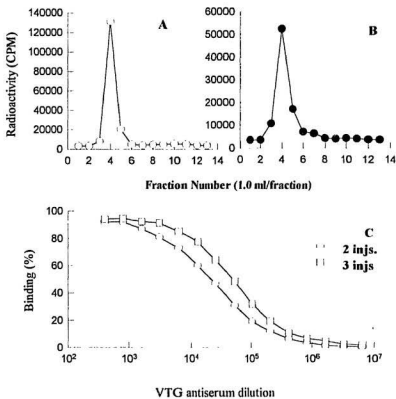 140000
120000
100000
80000
60000
40000
20000
0
A
0 2 4 6 8 10 12 14
60000
50000
40000
30000
20000
10000
0
B
0 2 4 6 8 10 12 14
Radioactivity (CPM)
Fraction Number (1.0 ml/fraction)
100
80
60
40
20
0
Binding (%)
C
2 injs.
3 injs
10² 10³ 10⁴ 10⁵ 10⁶ 10⁷
VTG antiserum dilution